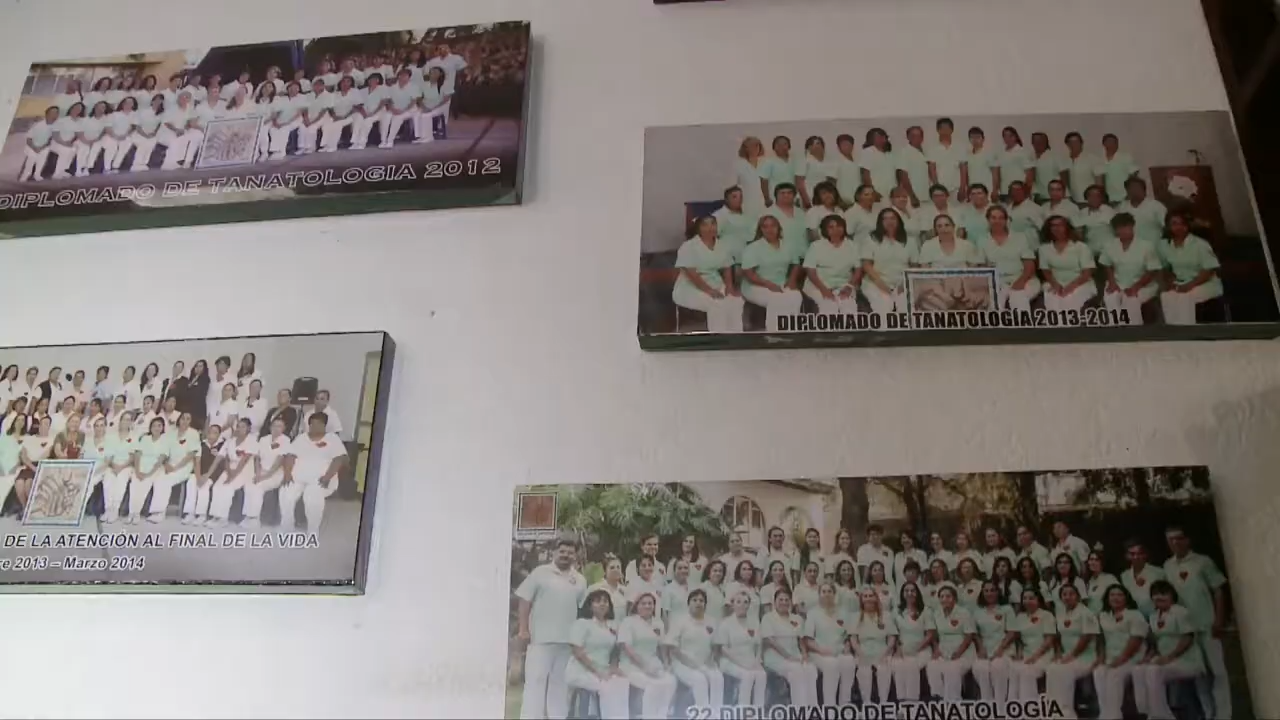 DIPLOMADO DE TANATOLOGIA 2012
DIPLOMADO DE TANATOLOGÍA 2013-2014
DE LA ATENCIÓN AL FINAL DE LA VIDA
re 2013 – Marzo 2014
22 DIPLOMADO DE TANATOLOGÍA